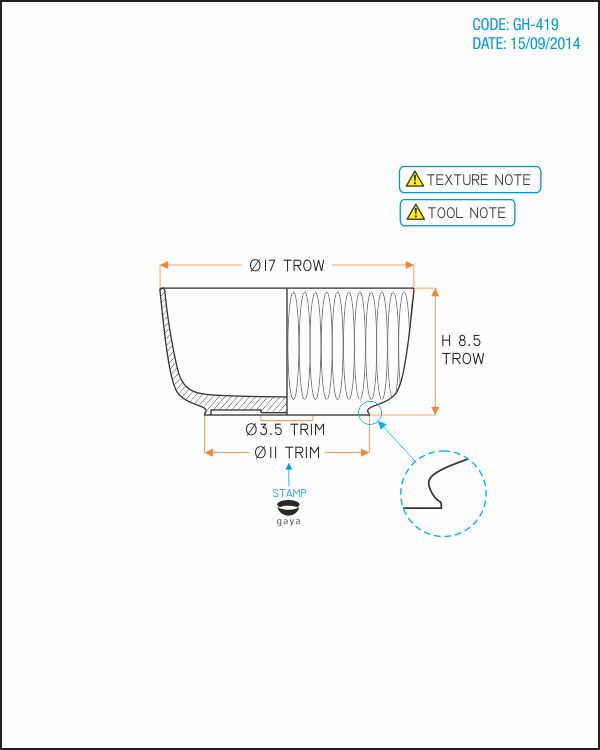 CODE: GH-419
DATE: 15/09/2014
TEXTURE NOTE
TOOL NOTE
Ø17 TROW
H 8.5
TROW
Ø3.5 TRIM
Ø11 TRIM
STAMP
gaya